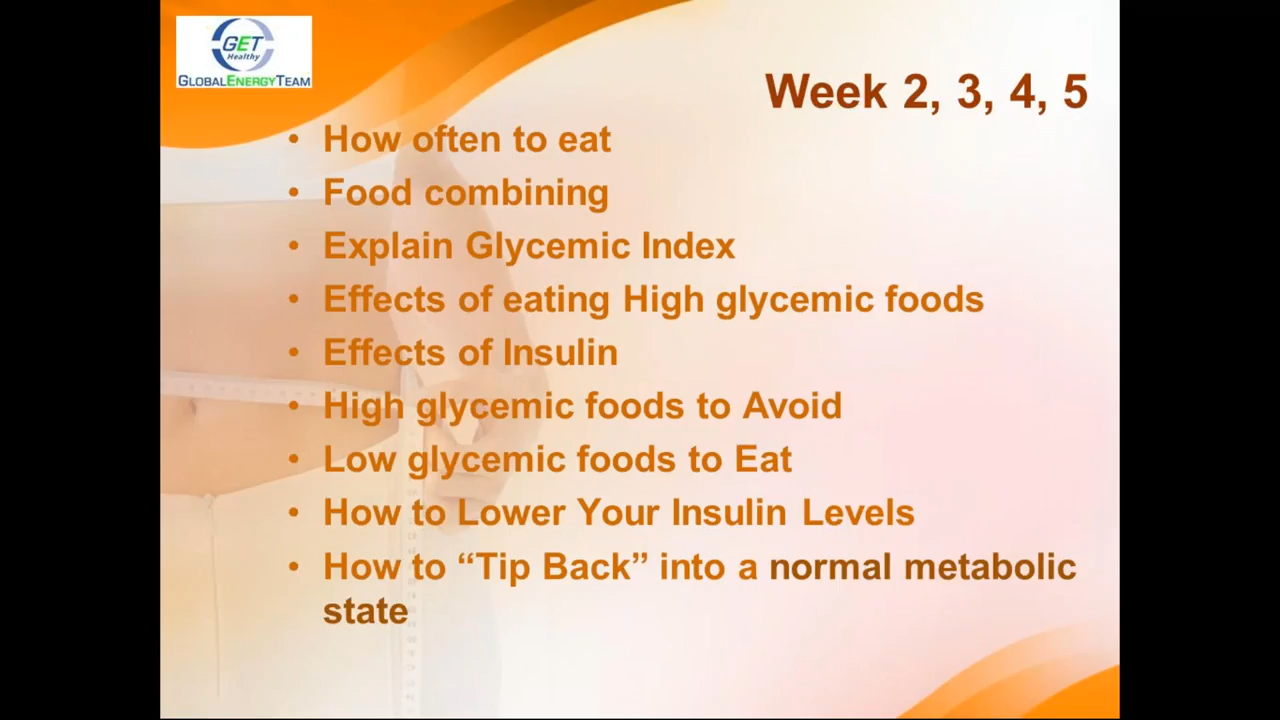 GET
Healthy
GLOBALENERGYTEAM
Week 2, 3, 4, 5
• How often to eat
• Food combining
• Explain Glycemic Index
• Effects of eating High glycemic foods
• Effects of Insulin
• High glycemic foods to Avoid
• Low glycemic foods to Eat
• How to Lower Your Insulin Levels
• How to “Tip Back” into a normal metabolic
state